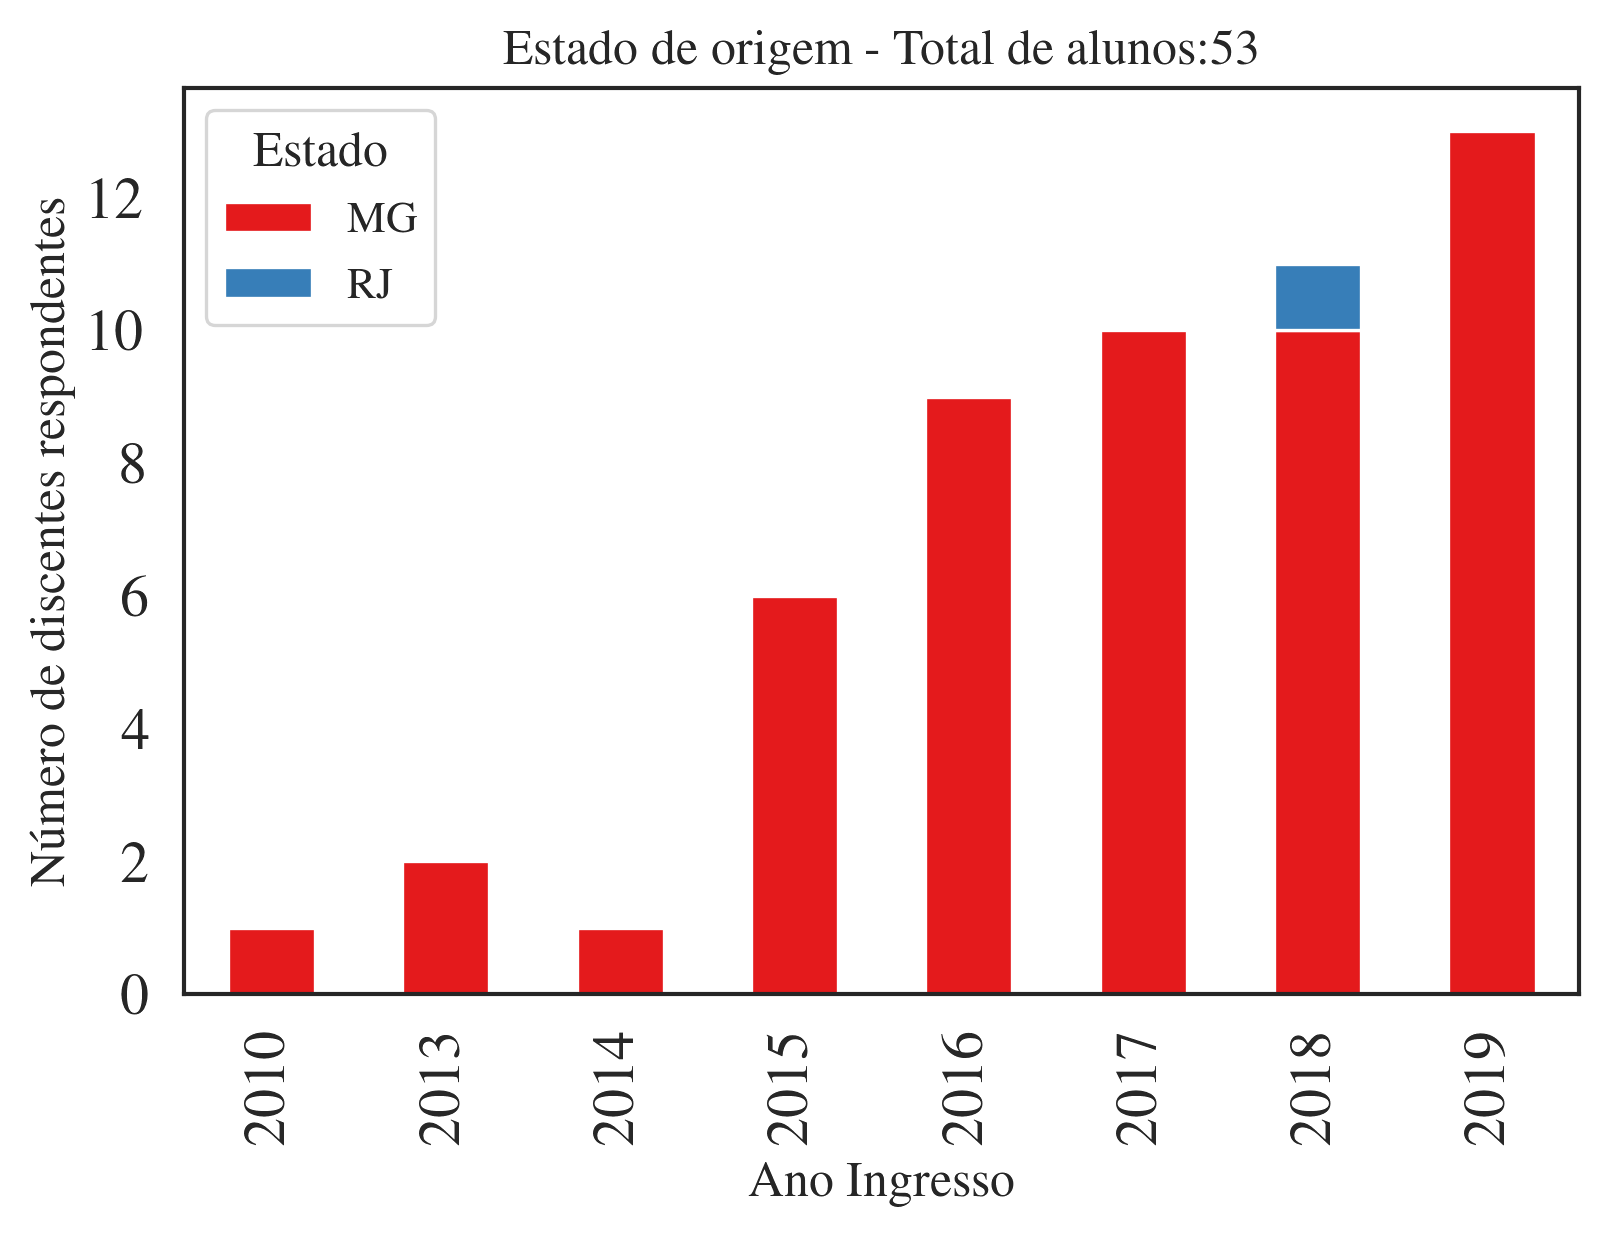 Estado de origem - Total de alunos:53
Estado
MG
RJ
Número de discentes respondentes
12
10
8
6
4
2
0
2010
2013
2014
2015
2016
2017
2018
2019
Ano Ingresso